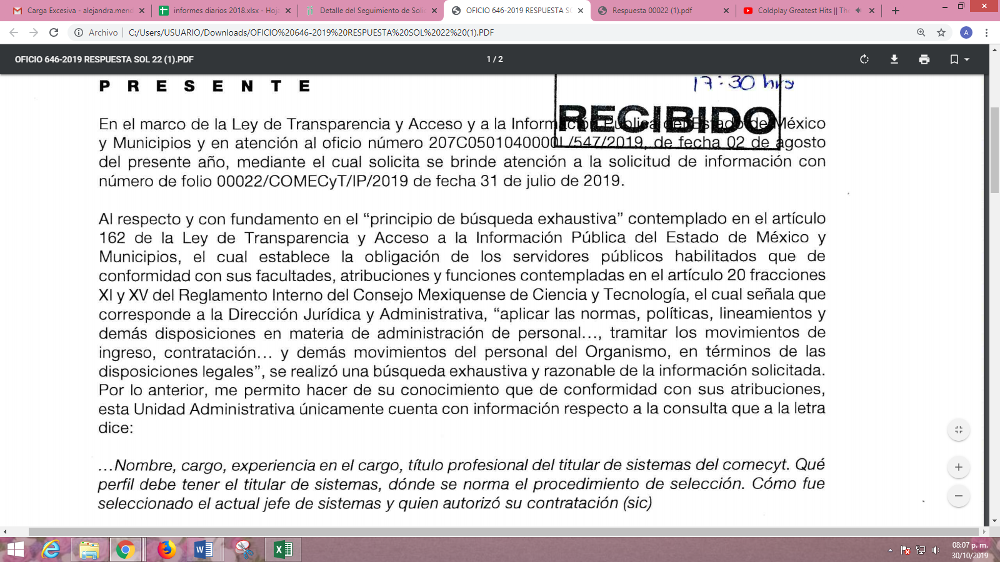 Carga Excesiva - alejandra.men
informes diarios 2018.xlsx - Hoj
Detalle del Seguimiento de Soli
OFICIO 646-2019 RESPUESTA S
Respuesta 00022 (1).pdf
Coldplay Greatest Hits || Th
Archivo | C:/Users/USUARIO/Downloads/OFICIO%20646-2019%20RESPUESTA%20SOL%2022%20(1).PDF
A
OFICIO 646-2019 RESPUESTA SOL 22 (1).PDF
1 / 2
P R E S E N T E
17:30 hrs
RECIBIDO
En el marco de la Ley de Transparencia y Acceso y a la Información Pública del Estado de México
y Municipios y en atención al oficio número 207C0501040000L/547/2019, de fecha 02 de agosto
del presente año, mediante el cual solicita se brinde atención a la solicitud de información con
número de folio 00022/COMECyT/IP/2019 de fecha 31 de julio de 2019.
Al respecto y con fundamento en el “principio de búsqueda exhaustiva” contemplado en el artículo
162 de la Ley de Transparencia y Acceso a la Información Pública del Estado de México y
Municipios, el cual establece la obligación de los servidores públicos habilitados que de
conformidad con sus facultades, atribuciones y funciones contempladas en el artículo 20 fracciones
XI y XV del Reglamento Interno del Consejo Mexiquense de Ciencia y Tecnología, el cual señala que
corresponde a la Dirección Jurídica y Administrativa, “aplicar las normas, políticas, lineamientos y
demás disposiciones en materia de administración de personal..., tramitar los movimientos de
ingreso, contratación... y demás movimientos del personal del Organismo, en términos de las
disposiciones legales”, se realizó una búsqueda exhaustiva y razonable de la información solicitada.
Por lo anterior, me permito hacer de su conocimiento que de conformidad con sus atribuciones,
esta Unidad Administrativa únicamente cuenta con información respecto a la consulta que a la letra
dice:
...Nombre, cargo, experiencia en el cargo, título profesional del titular de sistemas del comecyt. Qué
perfil debe tener el titular de sistemas, dónde se norma el procedimiento de selección. Cómo fue
seleccionado el actual jefe de sistemas y quien autorizó su contratación (sic)
08:07 p. m.
30/10/2019